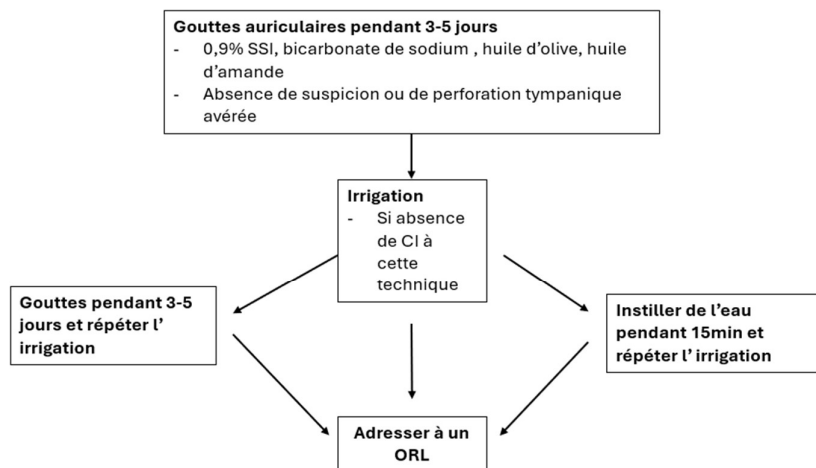 Gouttes auriculaires pendant 3-5 jours
- 0,9% SSI, bicarbonate de sodium , huile d’olive, huile
d’amande
- Absence de suspicion ou de perforation tympanique
avérée
Irrigation
- Si absence
de CI à
cette
technique
Gouttes pendant 3-5
jours et répéter l’
irrigation
Instiller de l’eau
pendant 15min et
répéter l’ irrigation
Adresser à un
ORL